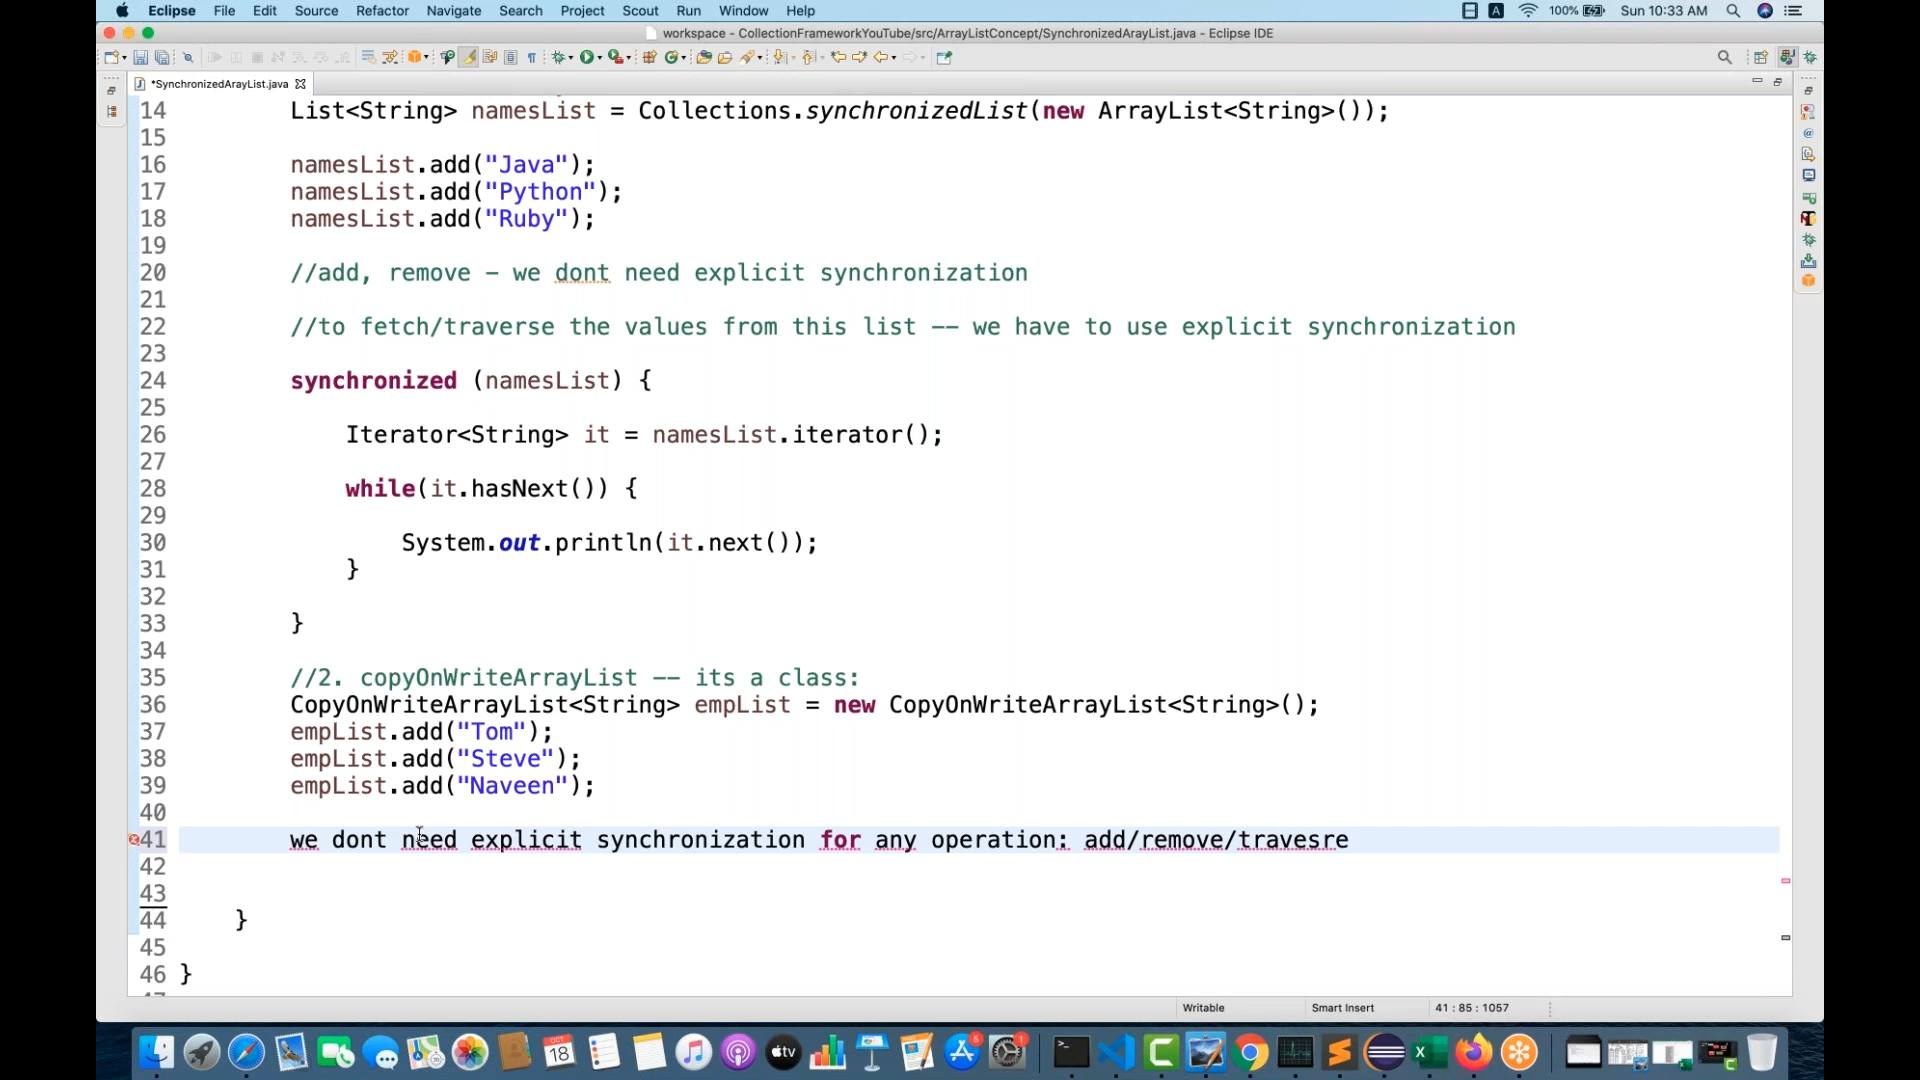 Eclipse File Edit Source Refactor Navigate Search Project Scout Run Window Help A 100% Sun 10:33 AM
workspace - CollectionFrameworkYouTube/src/ArrayListConcept/SynchronizedArayList.java - Eclipse IDE
*SynchronizedArayList.java
14 List<String> namesList = Collections.synchronizedList(new ArrayList<String>());
15
16 namesList.add("Java");
17 namesList.add("Python");
18 namesList.add("Ruby");
19
20 //add, remove - we dont need explicit synchronization
21
22 //to fetch/traverse the values from this list -- we have to use explicit synchronization
23
24 synchronized (namesList) {
25
26 Iterator<String> it = namesList.iterator();
27
28 while(it.hasNext()) {
29
30 System.out.println(it.next());
31 }
32
33 }
34
35 //2. copyOnWriteArrayList -- its a class:
36 CopyOnWriteArrayList<String> empList = new CopyOnWriteArrayList<String>();
37 empList.add("Tom");
38 empList.add("Steve");
39 empList.add("Naveen");
40
41 we dont need explicit synchronization for any operation: add/remove/travesre
42
43
44 }
45
46 }
Writable Smart Insert 41 : 85 : 1057
OCT 18 tv